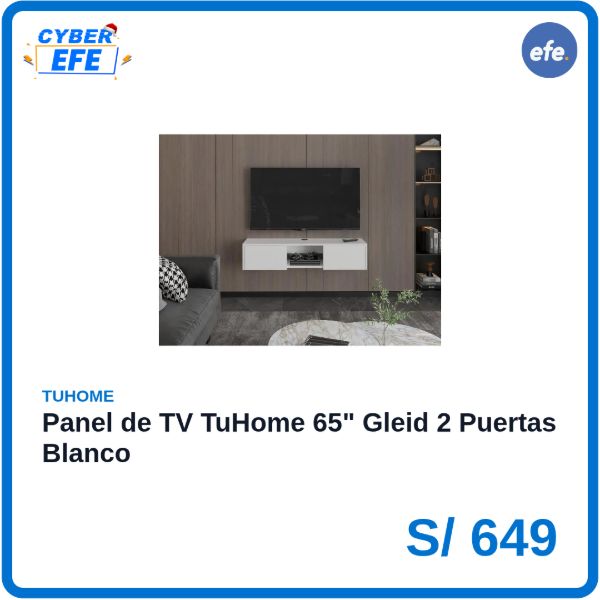 CYBER
EFE
efe.
TUHOME
Panel de TV TuHome 65" Gleid 2 Puertas
Blanco
S/ 649